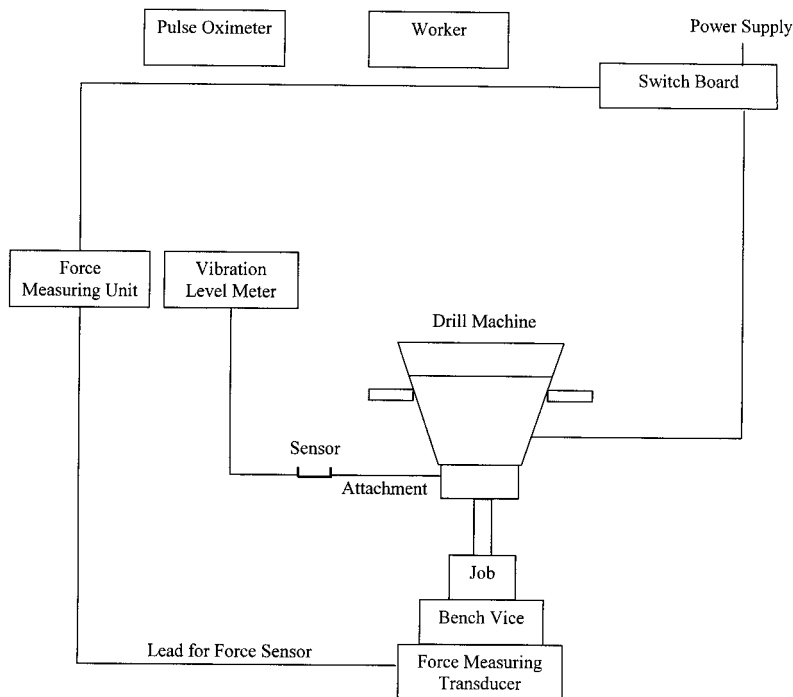 Pulse Oximeter
Worker
Power Supply
Switch Board
Force
Measuring Unit
Vibration
Level Meter
Drill Machine
Sensor
Attachment
Job
Bench Vice
Lead for Force Sensor
Force Measuring
Transducer